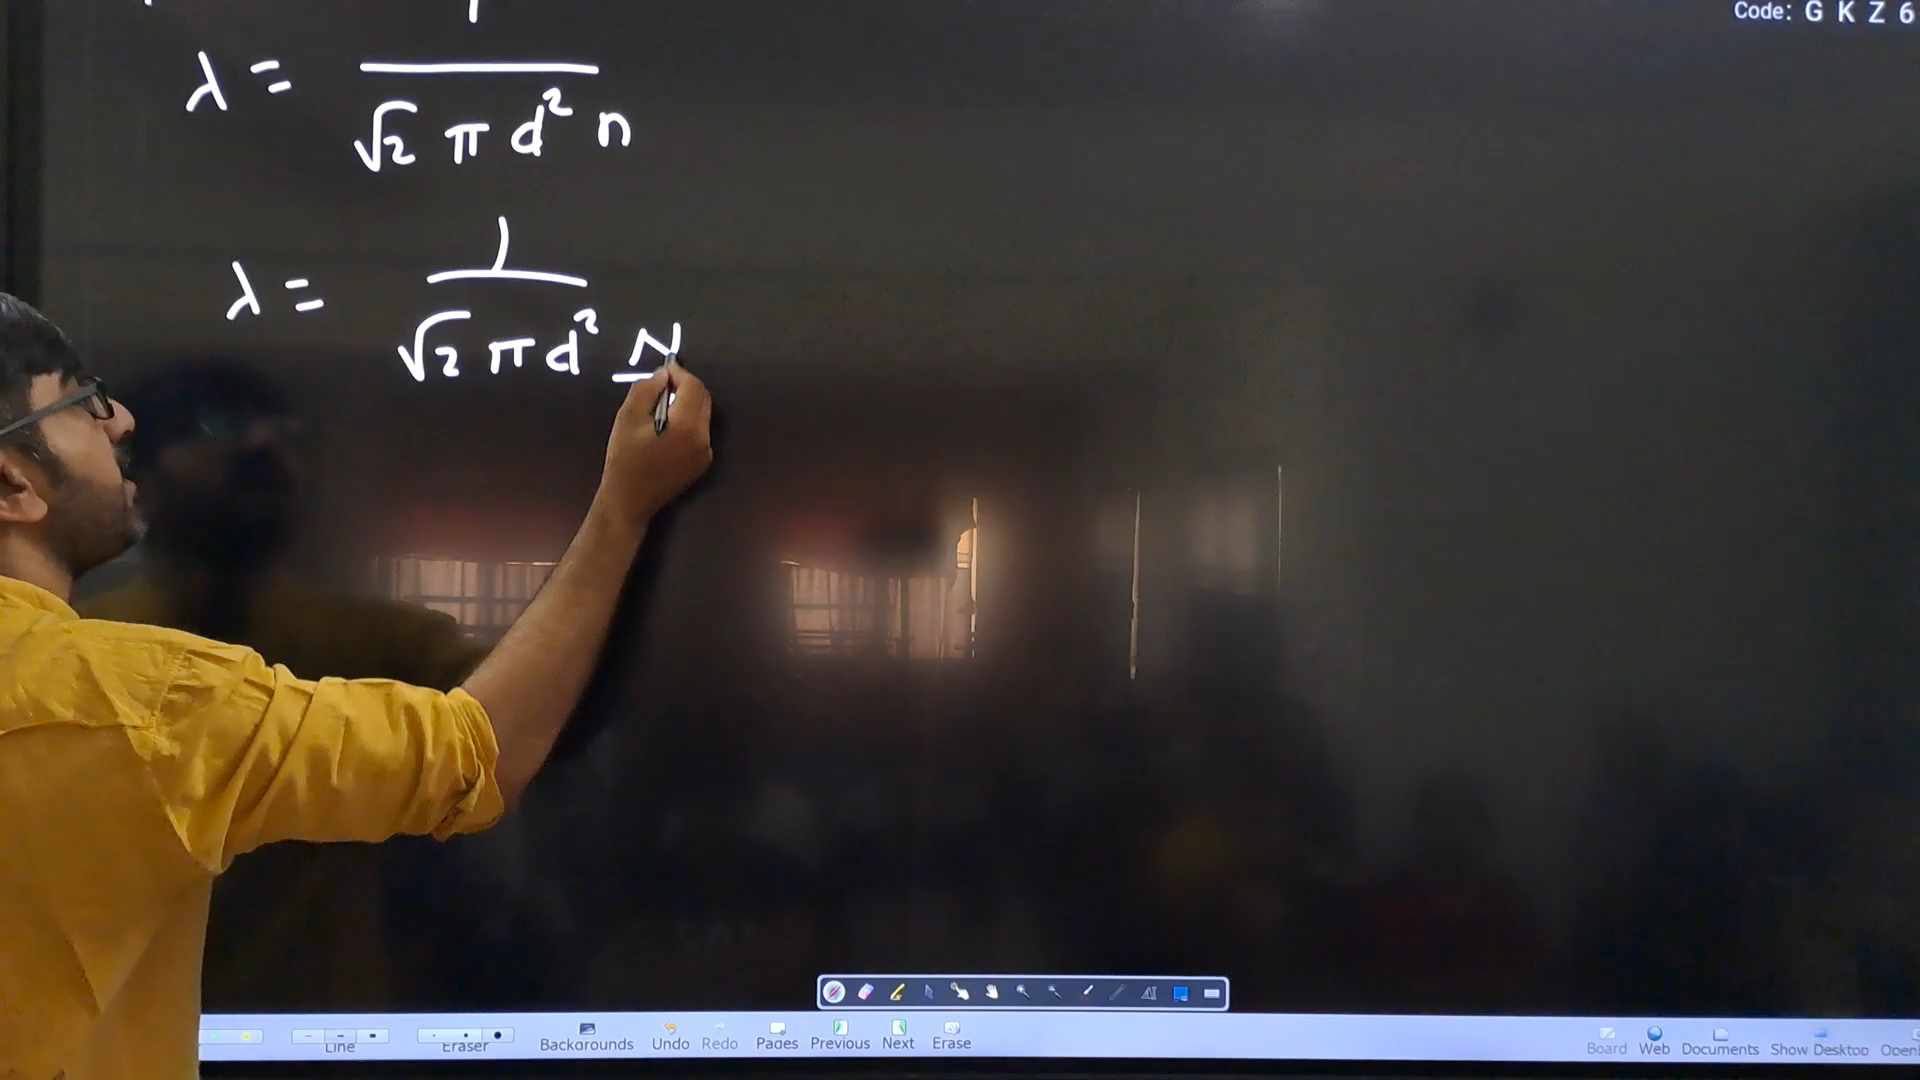 Code: G K Z 6
λ = 1 / √2 π d² n
λ = 1 / √2 π d² N
Line Eraser Backgrounds Undo Redo Pages Previous Next Erase Board Web Documents Show Desktop